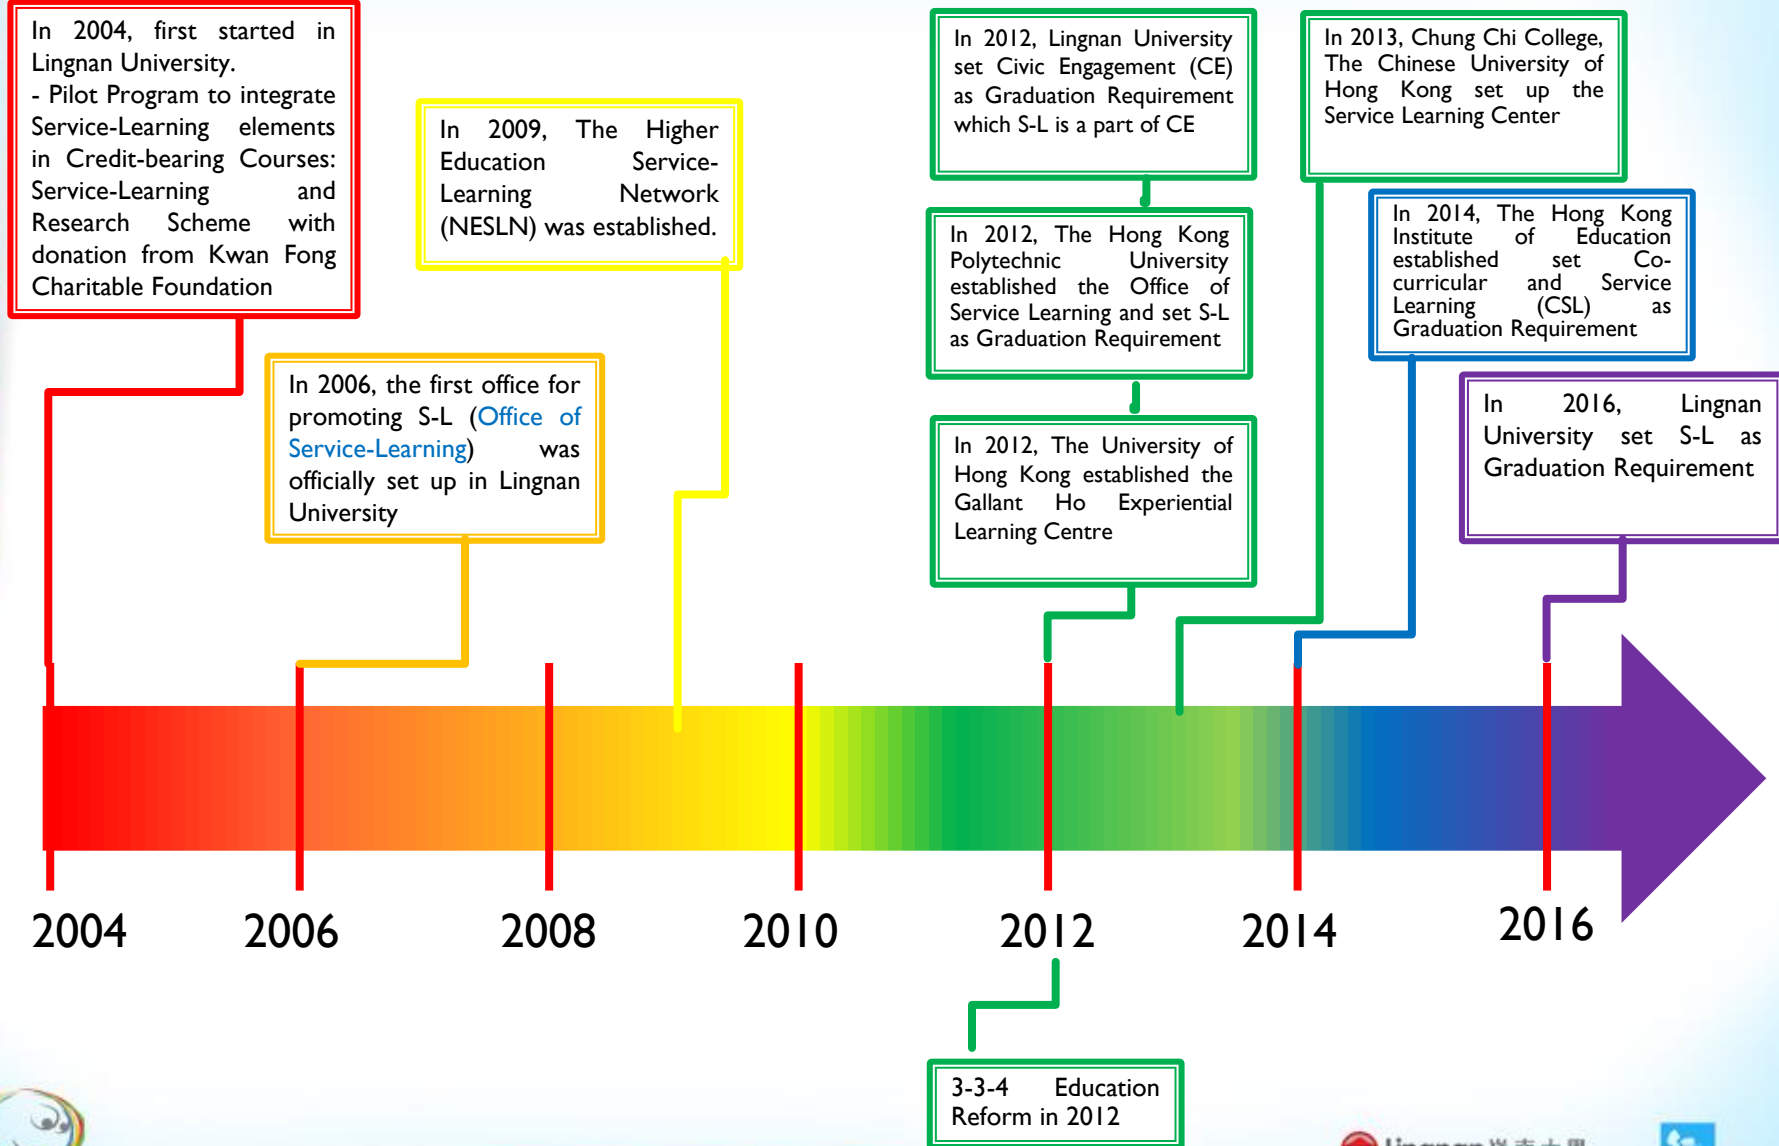 In 2004, first started in
Lingnan University.
- Pilot Program to integrate
Service-Learning elements
in Credit-bearing Courses:
Service-Learning and
Research Scheme with
donation from Kwan Fong
Charitable Foundation
In 2006, the first office for
promoting S-L (Office of
Service-Learning) was
officially set up in Lingnan
University
In 2009, The Higher
Education Service-
Learning Network
(NESLN) was established.
In 2012, Lingnan University
set Civic Engagement (CE)
as Graduation Requirement
which S-L is a part of CE
In 2012, The Hong Kong
Polytechnic University
established the Office of
Service Learning and set S-L
as Graduation Requirement
In 2012, The University of
Hong Kong established the
Gallant Ho Experiential
Learning Centre
In 2013, Chung Chi College,
The Chinese University of
Hong Kong set up the
Service Learning Center
In 2014, The Hong Kong
Institute of Education
established set Co-
curricular and Service
Learning (CSL) as
Graduation Requirement
In 2016, Lingnan
University set S-L as
Graduation Requirement
2004 2006 2008 2010 2012 2014 2016
3-3-4 Education
Reform in 2012
Lingnan 嶺南大學